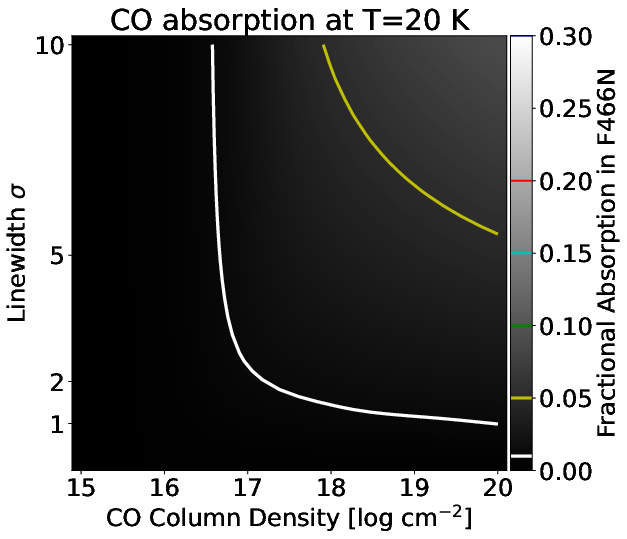 CO absorption at T=20 K
10
5
2
1
Linewidth σ
15 16 17 18 19 20
CO Column Density [log cm⁻²]
0.30
0.25
0.20
0.15
0.10
0.05
0.00
Fractional Absorption in F466N